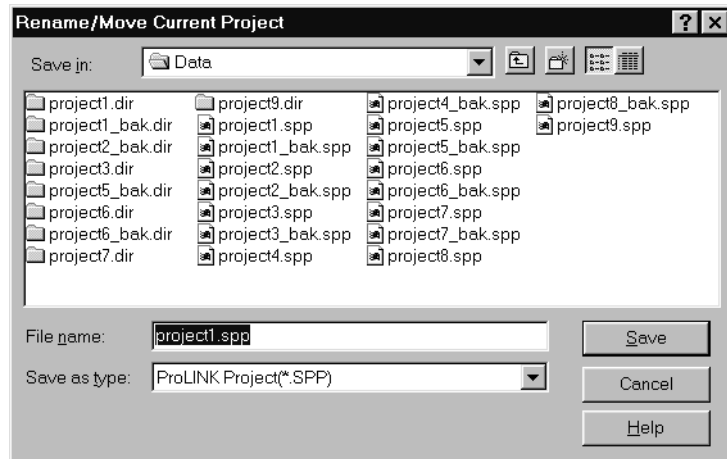 Rename/Move Current Project
Save in: Data
project1.dir project9.dir project4_bak.spp project8_bak.spp
project1_bak.dir project1.spp project5.spp project9.spp
project2_bak.dir project1_bak.spp project5_bak.spp
project3.dir project2.spp project6.spp
project5_bak.dir project2_bak.spp project6_bak.spp
project6.dir project3.spp project7.spp
project6_bak.dir project3_bak.spp project7_bak.spp
project7.dir project4.spp project8.spp
File name: project1.spp Save
Save as type: ProLINK Project(*.SPP) Cancel
Help